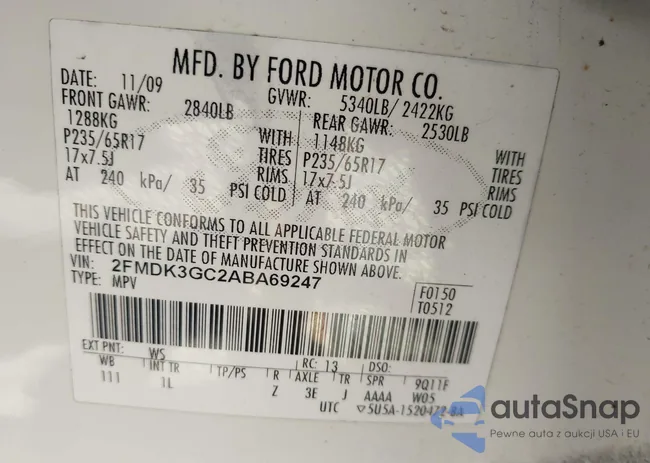 MFD. BY FORD MOTOR CO.
DATE: 11/09 GVWR: 5340LB/ 2422KG
FRONT GAWR: 2840LB REAR GAWR: 2530LB
1288KG WITH 1148KG WITH
P235/65R17 TIRES P235/65R17 TIRES
17x7.5J RIMS 17x7.5J RIMS
AT 240 kPa/ 35 PSI COLD AT 240 kPa/ 35 PSI COLD
THIS VEHICLE CONFORMS TO ALL APPLICABLE FEDERAL MOTOR
VEHICLE SAFETY AND THEFT PREVENTION STANDARDS IN
EFFECT ON THE DATE OF MANUFACTURE SHOWN ABOVE.
VIN: 2FMDK3GC2ABA69247
TYPE: MPV
F0150
T0512
EXT PNT: WS RC: 13 DSO:
WB INT TR TP/PS R AXLE TR SPR 9Q11F
111 1L Z 3E J AAAA W05
UTC 5U5A-1520472-BA
autaSnap
Pewne auta z aukcji USA i EU